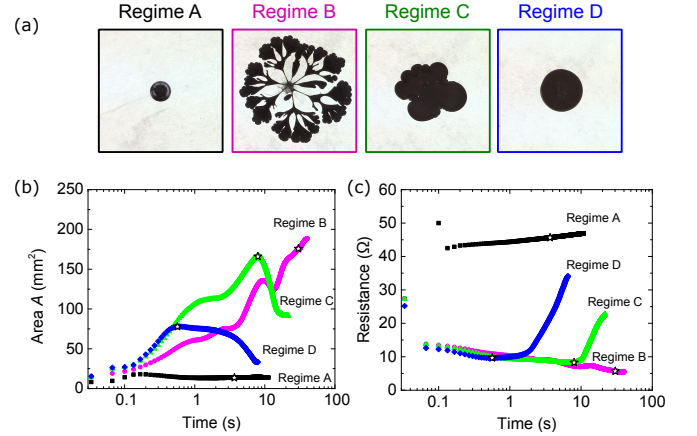 (a)
Regime A Regime B Regime C Regime D
(b)
250
200
150
100
50
0
Area A (mm²)
0.1 1 10 100
Time (s)
Regime B
Regime C
Regime D
Regime A
(c)
60
50
40
30
20
10
0
Resistance (Ω)
0.1 1 10 100
Time (s)
Regime A
Regime D
Regime C
Regime B